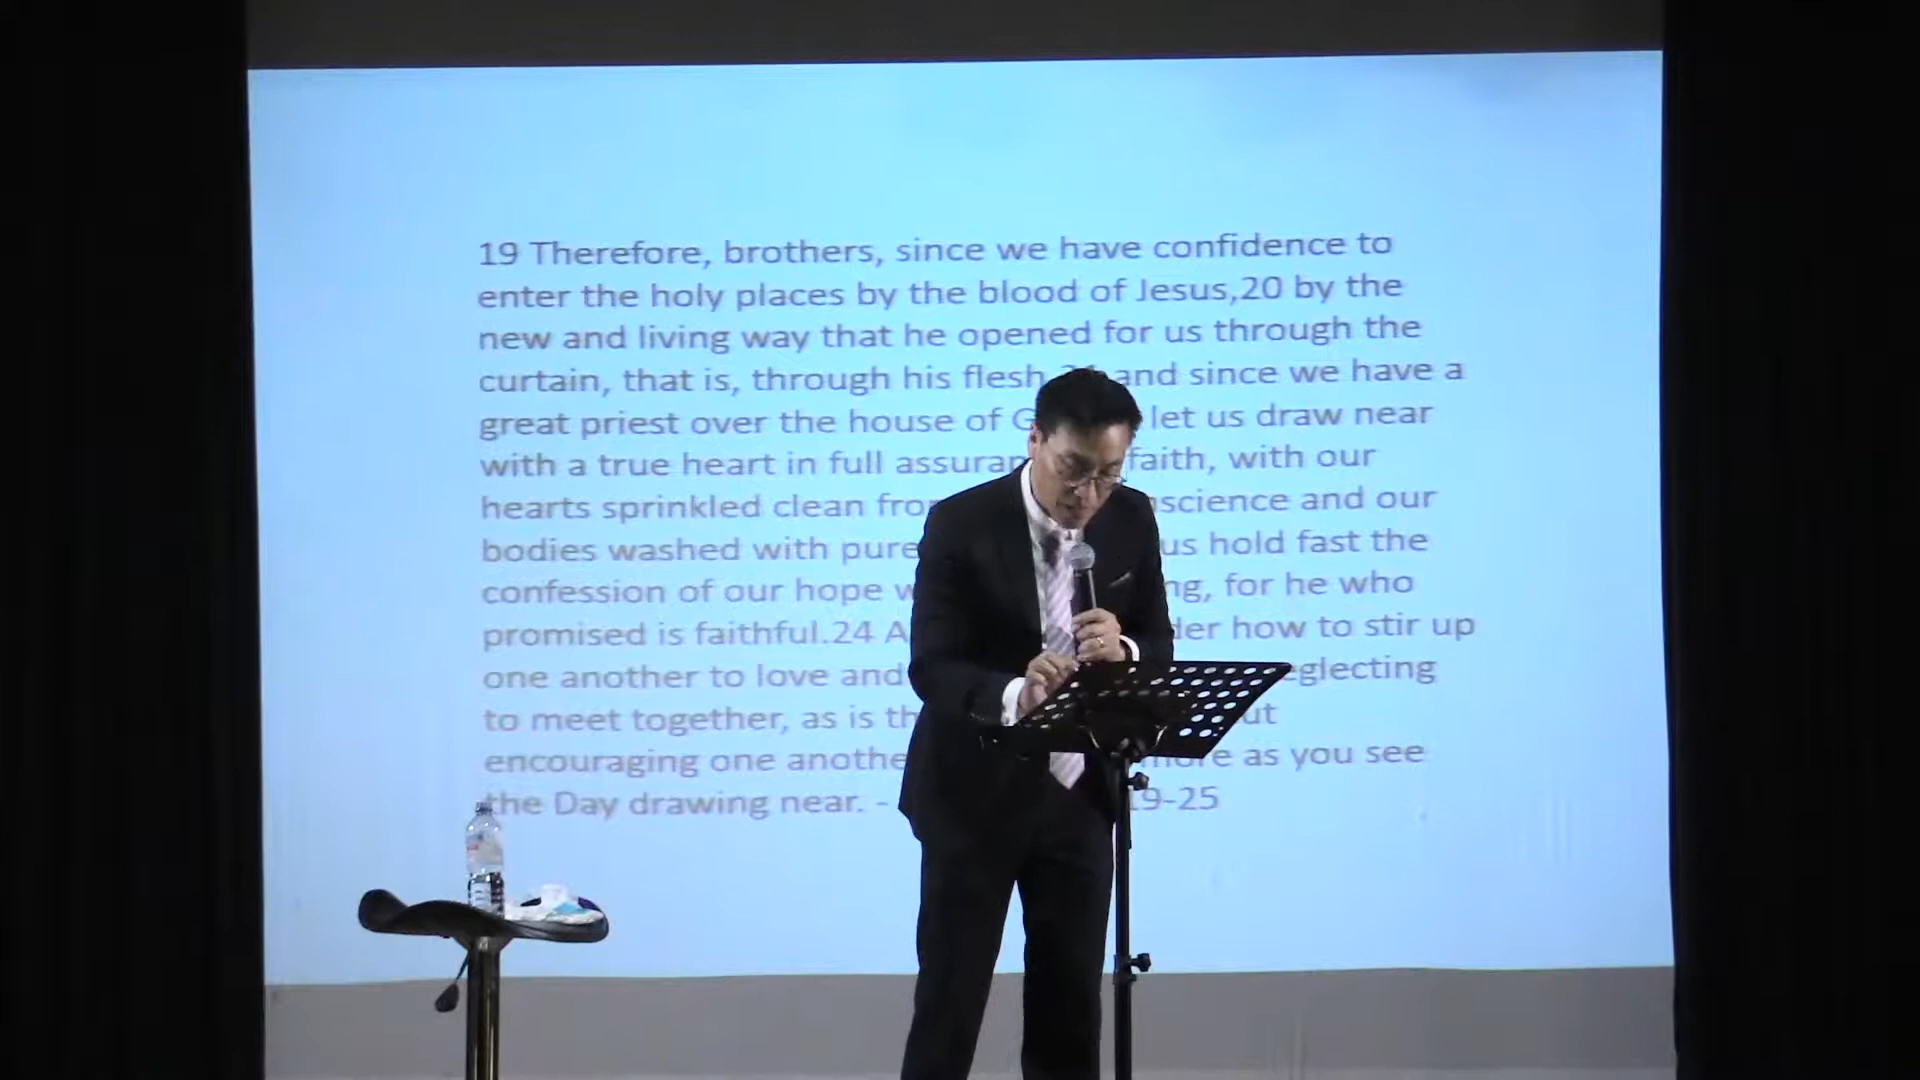 19 Therefore, brothers, since we have confidence to
enter the holy places by the blood of Jesus,20 by the
new and living way that he opened for us through the
curtain, that is, through his flesh and since we have a
great priest over the house of let us draw near
with a true heart in full faith, with our
hearts sprinkled clean and our
bodies washed with pure us hold fast the
confession of our hope for he who
promised is faithful.24 how to stir up
one another to love and
to meet together, as is
encouraging one more as you see
the Day drawing near. - 19-25